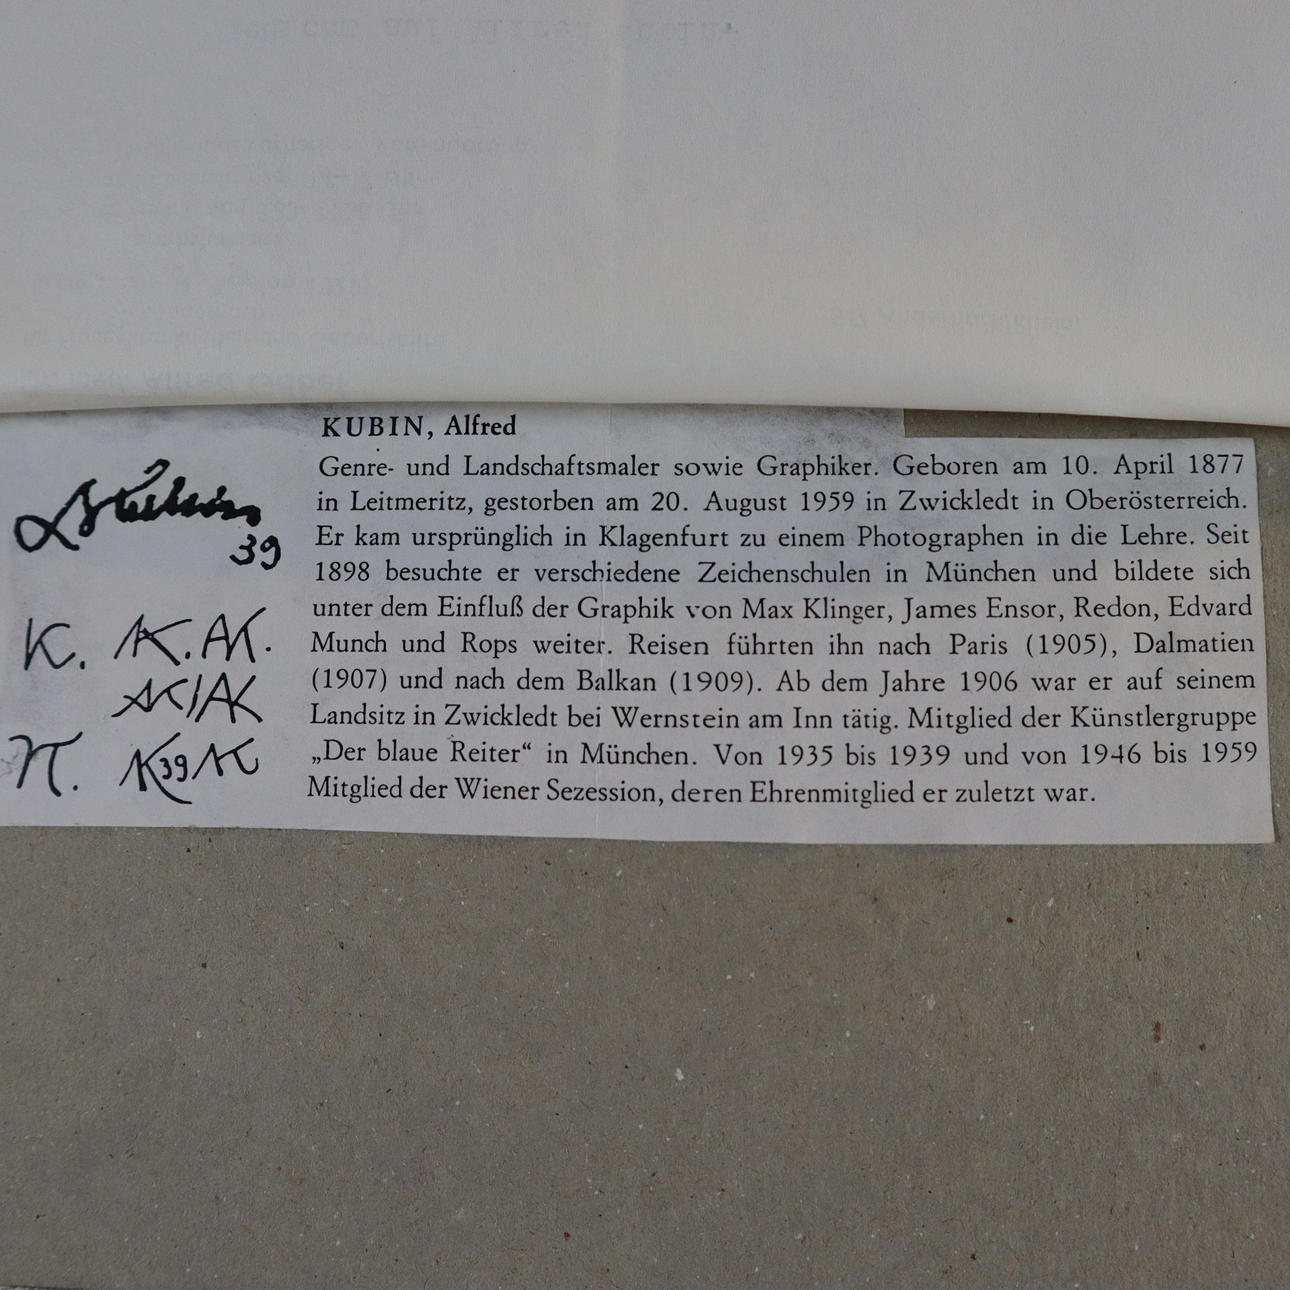 KUBIN, Alfred
Genre- und Landschaftsmaler sowie Graphiker. Geboren am 10. April 1877
in Leitmeritz, gestorben am 20. August 1959 in Zwickledt in Oberösterreich.
Er kam ursprünglich in Klagenfurt zu einem Photographen in die Lehre. Seit
1898 besuchte er verschiedene Zeichenschulen in München und bildete sich
unter dem Einfluß der Graphik von Max Klinger, James Ensor, Redon, Edvard
Munch und Rops weiter. Reisen führten ihn nach Paris (1905), Dalmatien
(1907) und nach dem Balkan (1909). Ab dem Jahre 1906 war er auf seinem
Landsitz in Zwickledt bei Wernstein am Inn tätig. Mitglied der Künstlergruppe
„Der blaue Reiter“ in München. Von 1935 bis 1939 und von 1946 bis 1959
Mitglied der Wiener Sezession, deren Ehrenmitglied er zuletzt war.
AKubin
39
K. AK. AK.
AK/AK
K. K39K